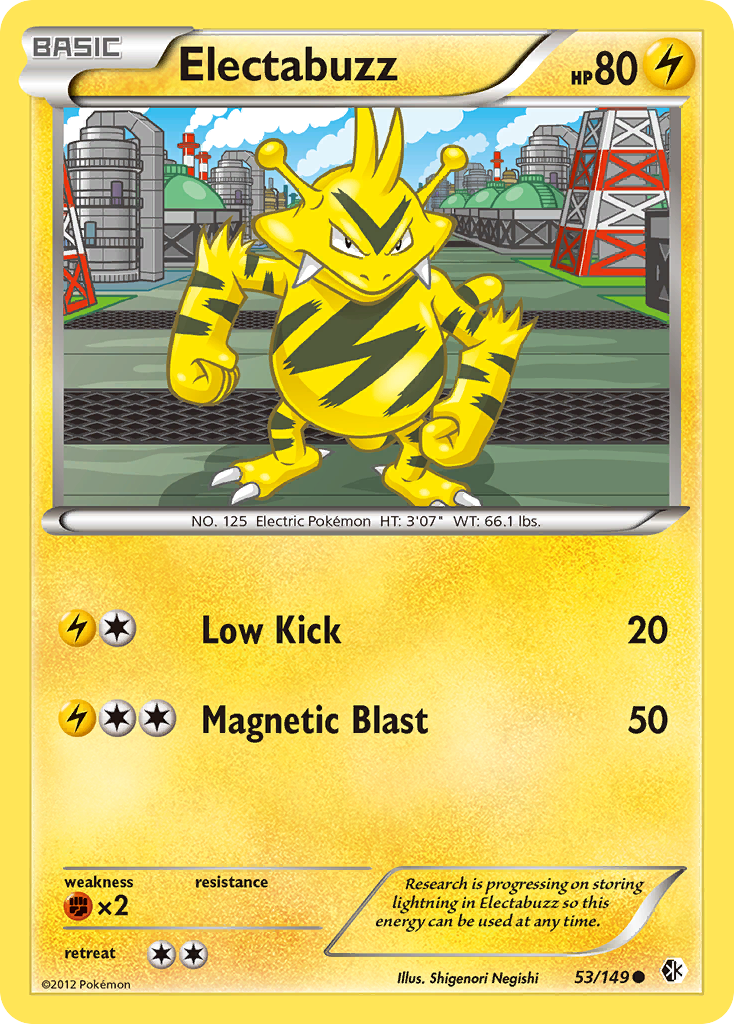 BASIC
Electabuzz
HP80
NO. 125 Electric Pokémon HT: 3'07" WT: 66.1 lbs.
Low Kick 20
Magnetic Blast 50
weakness resistance
×2
retreat
Research is progressing on storing
lightning in Electabuzz so this
energy can be used at any time.
Illus. Shigenori Negishi 53/149
©2012 Pokémon